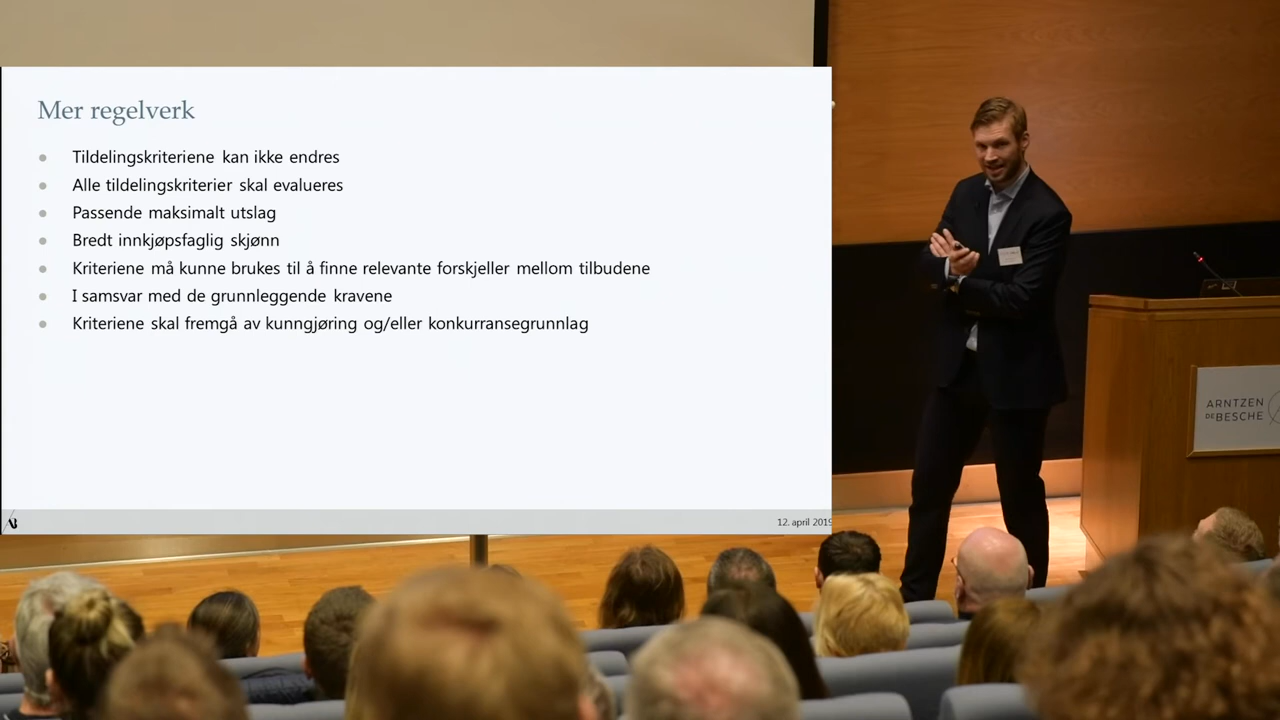 Mer regelverk
Tildelingskriteriene kan ikke endres
Alle tildelingskriterier skal evalueres
Passende maksimalt utslag
Bredt innkjøpsfaglig skjønn
Kriteriene må kunne brukes til å finne relevante forskjeller mellom tilbudene
I samsvar med de grunnleggende kravene
Kriteriene skal fremgå av kunngjøring og/eller konkurransegrunnlag
12. april 2019
ARNTZEN
DEBESCHE